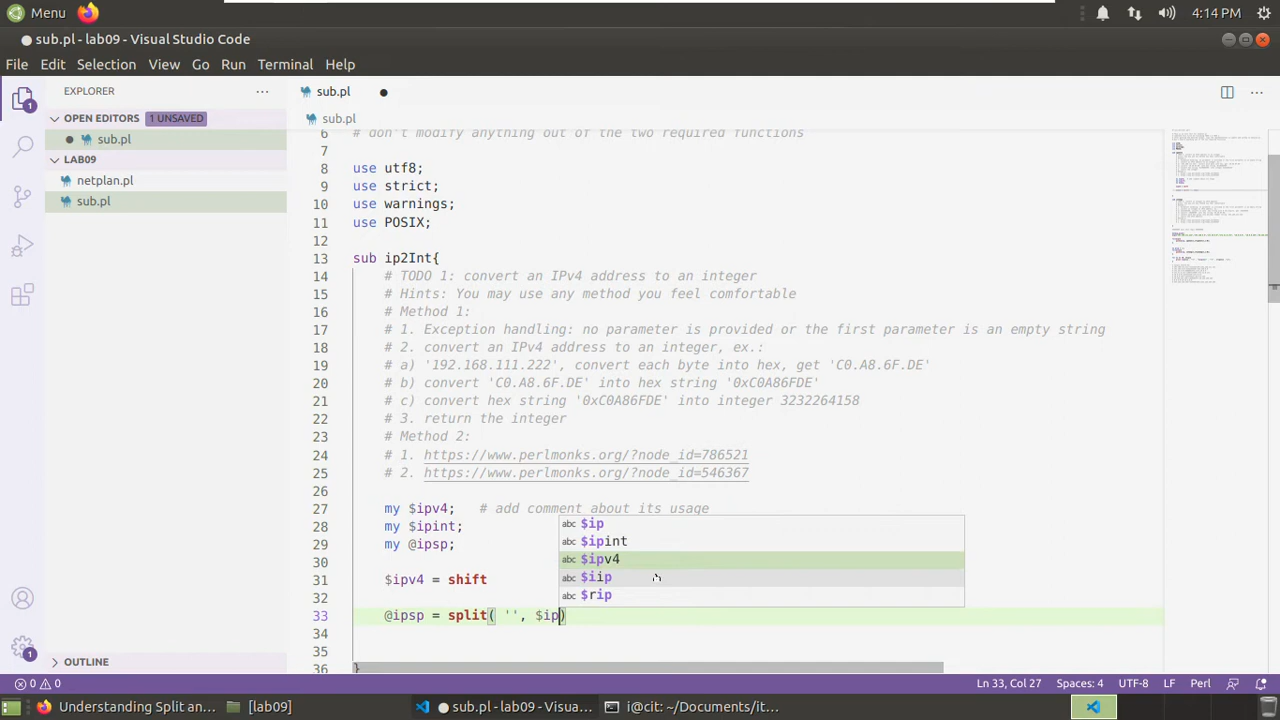 Menu
4:14 PM
sub.pl - lab09 - Visual Studio Code
File Edit Selection View Go Run Terminal Help
EXPLORER
OPEN EDITORS 1 UNSAVED
sub.pl
LAB09
netplan.pl
sub.pl
OUTLINE
1
1
sub.pl
sub.pl
6 # don't modify anything out of the two required functions
7
8 use utf8;
9 use strict;
10 use warnings;
11 use POSIX;
12
13 sub ip2Int{
14 # TODO 1: convert an IPv4 address to an integer
15 # Hints: You may use any method you feel comfortable
16 # Method 1:
17 # 1. Exception handling: no parameter is provided or the first parameter is an empty string
18 # 2. convert an IPv4 address to an integer, ex.:
19 # a) '192.168.111.222', convert each byte into hex, get 'C0.A8.6F.DE'
20 # b) convert 'C0.A8.6F.DE' into hex string '0xC0A86FDE'
21 # c) convert hex string '0xC0A86FDE' into integer 3232264158
22 # 3. return the integer
23 # Method 2:
24 # 1. https://www.perlmonks.org/?node_id=786521
25 # 2. https://www.perlmonks.org/?node_id=546367
26
27 my $ipv4; # add comment about its usage
28 my $ipint;
29 my @ipsp;
30
31 $ipv4 = shift
32
33 @ipsp = split( '', $ip)
34
35
36 }
abc $ip
abc $ipint
abc $ipv4
abc $iip
abc $rip
0 0
Ln 33, Col 27 Spaces: 4 UTF-8 LF Perl
Understanding Split an... [lab09] sub.pl - lab09 - Visua... i@cit: ~/Documents/it...